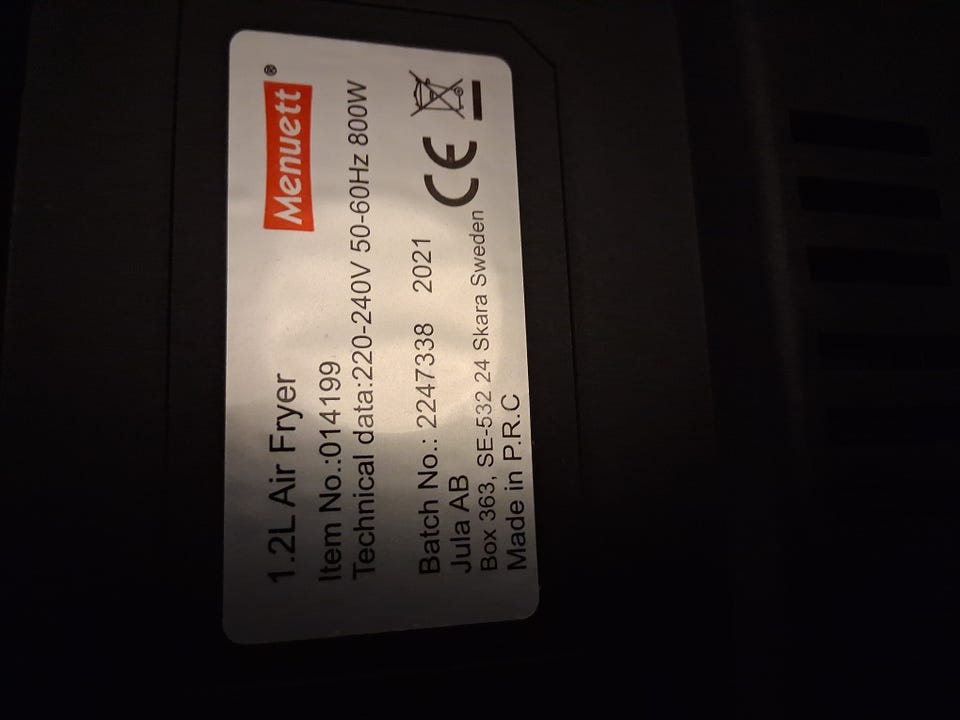 Menuett®
1.2L Air Fryer
Item No.:014199
Technical data:220-240V 50-60Hz 800W
Batch No.: 2247338 2021
Jula AB
Box 363, SE-532 24 Skara Sweden
Made in P.R.C
CE